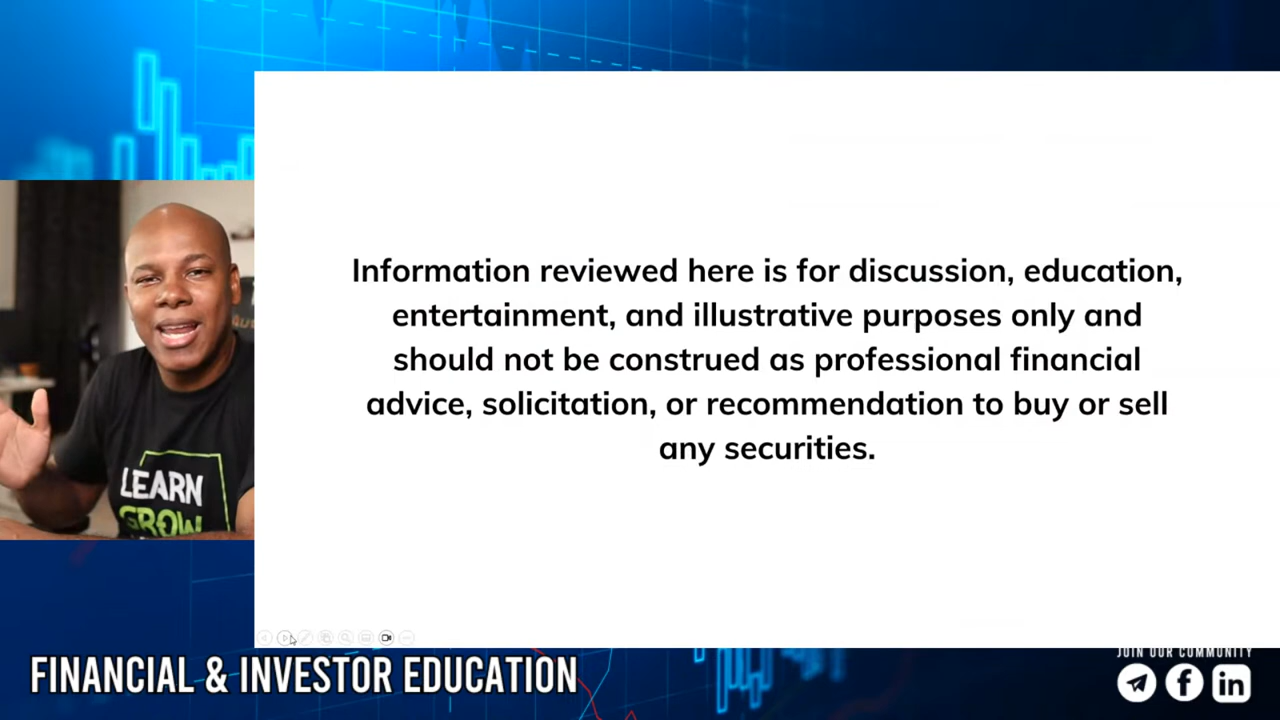 Information reviewed here is for discussion, education,
entertainment, and illustrative purposes only and
should not be construed as professional financial
advice, solicitation, or recommendation to buy or sell
any securities.
LEARN
GROW
FINANCIAL & INVESTOR EDUCATION
JOIN OUR COMMUNITY
in